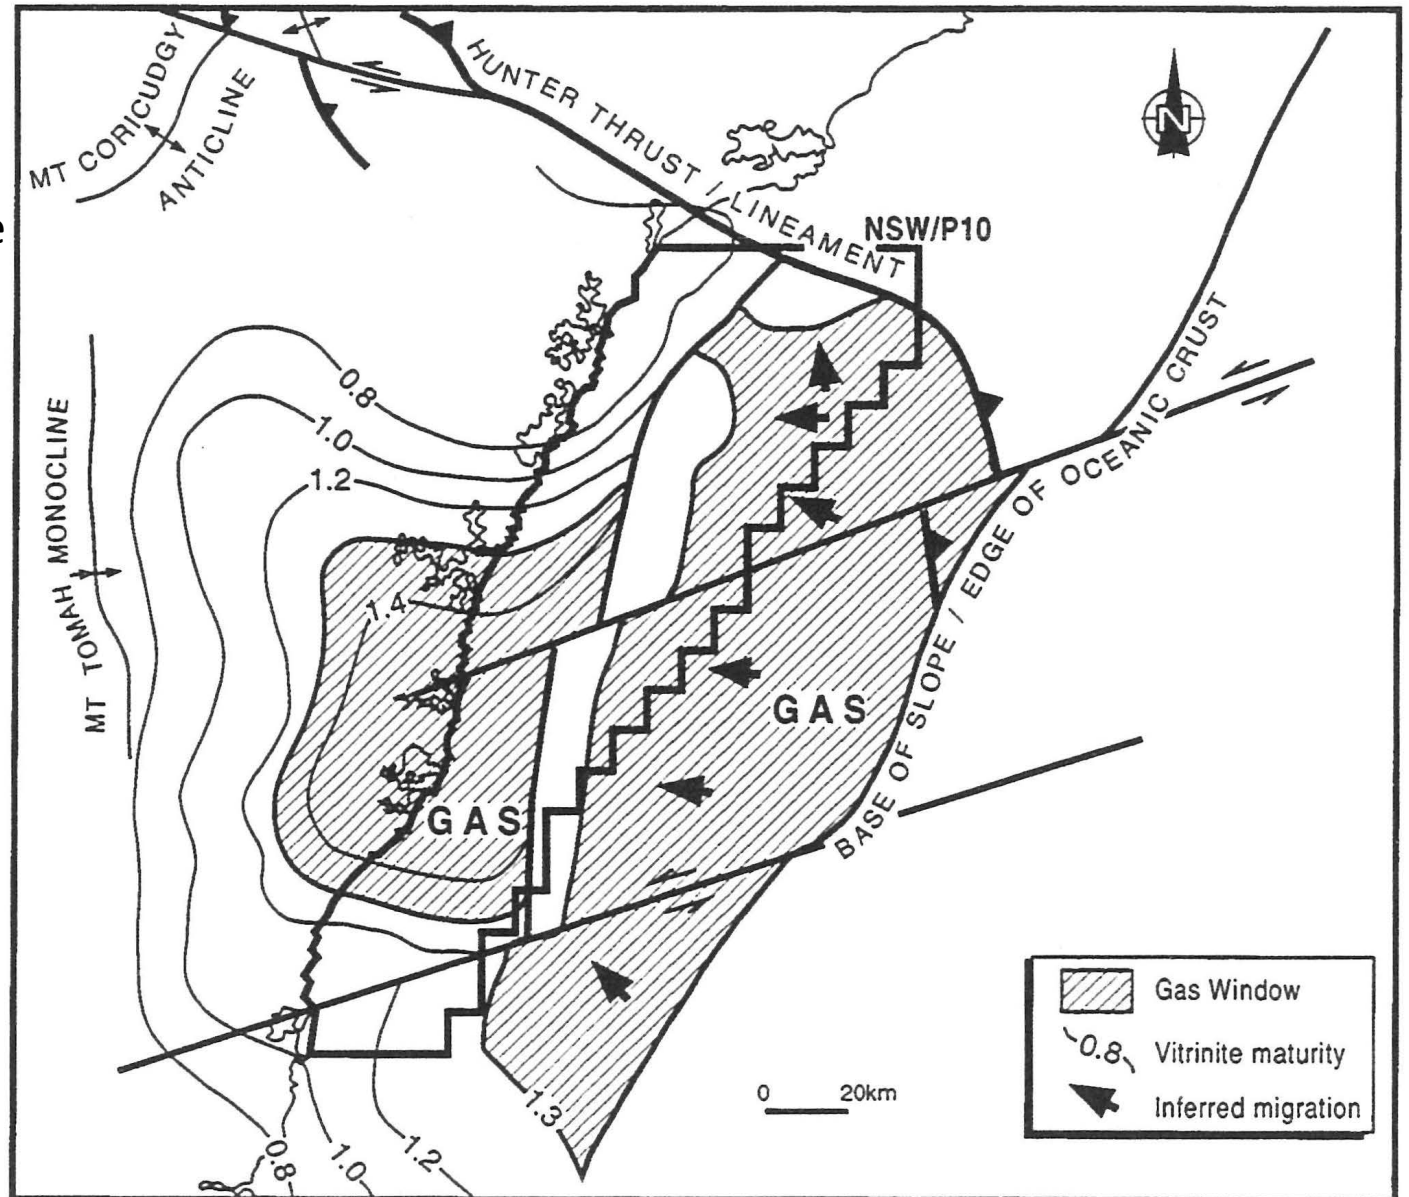 HUNTER THRUST / LINEAMENT
MT CORICUDGY
ANTICLINE
N
NSW/P10
0.8
1.0
1.2
MT TOMAH MONOCLINE
1.4
GAS
GAS
BASE OF SLOPE / EDGE OF OCEANIC CRUST
1.3
0.8
1.0
1.2
0 20km
Gas Window
0.8 Vitrinite maturity
Inferred migration